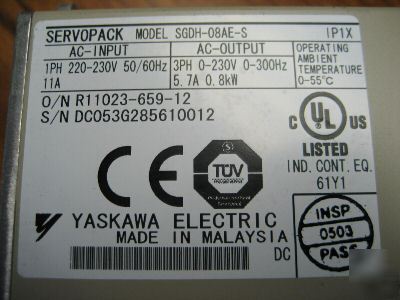 SERVOPACK MODEL SGDH-08AE-S IP1X
AC-INPUT AC-OUTPUT OPERATING AMBIENT TEMPERATURE 0-55°C
1PH 220-230V 50/60Hz 3PH 0-230V 0-300Hz
11A 5.7A 0.8kW
O/N R11023-659-12
S/N DC053G285610012
C UL US
LISTED
IND. CONT. EQ.
61Y1
CE
S
TÜV
YASKAWA ELECTRIC
MADE IN MALAYSIA
DC
INSP
0503
PASS